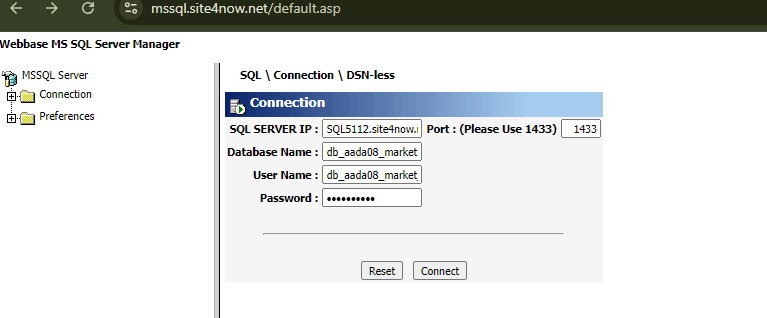 mssql.site4now.net/default.asp
Webbase MS SQL Server Manager
MSSQL Server
Connection
Preferences
SQL \ Connection \ DSN-less
Connection
SQL SERVER IP : SQL5112.site4now.n Port : (Please Use 1433) 1433
Database Name : db_aada08_market
User Name : db_aada08_market_
Password : ••••••••••
Reset Connect